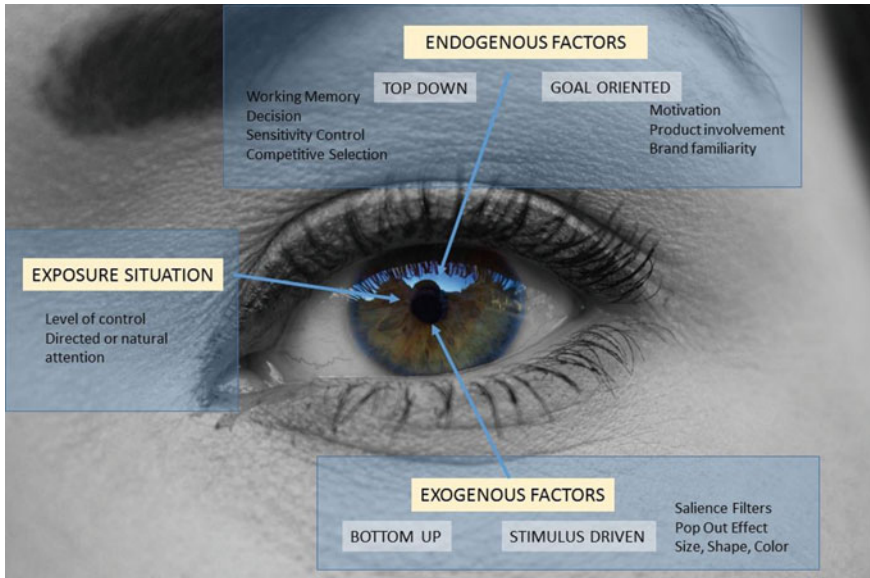 ENDOGENOUS FACTORS
TOP DOWN
GOAL ORIENTED
Working Memory
Decision
Sensitivity Control
Competitive Selection
Motivation
Product involvement
Brand familiarity
EXPOSURE SITUATION
Level of control
Directed or natural
attention
EXOGENOUS FACTORS
BOTTOM UP
STIMULUS DRIVEN
Salience Filters
Pop Out Effect
Size, Shape, Color